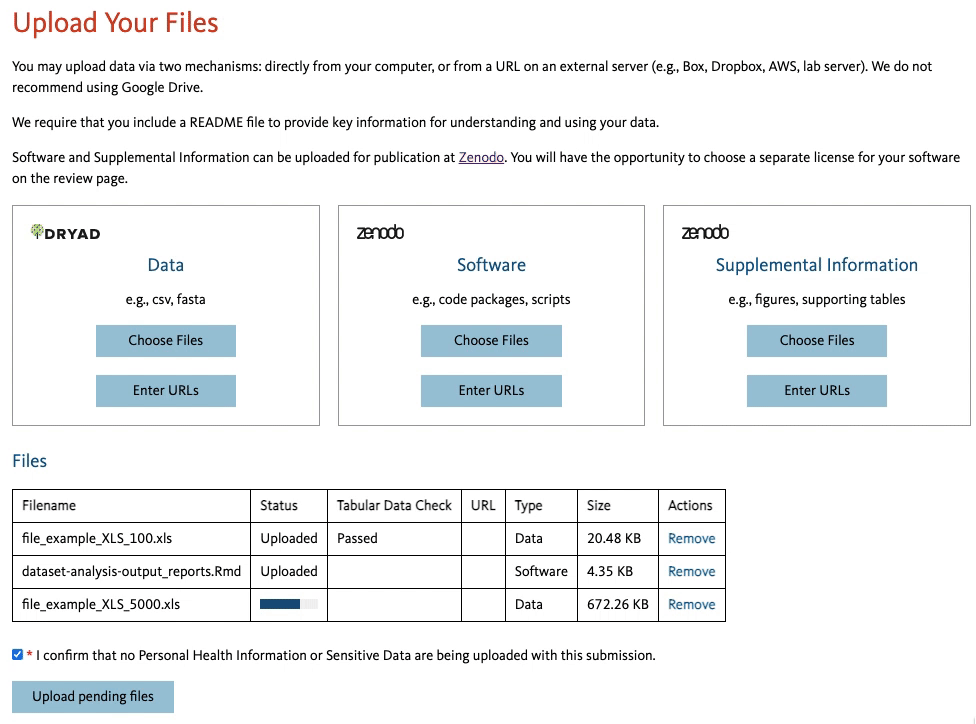 Upload Your Files
You may upload data via two mechanisms: directly from your computer, or from a URL on an external server (e.g., Box, Dropbox, AWS, lab server). We do not
recommend using Google Drive.
We require that you include a README file to provide key information for understanding and using your data.
Software and Supplemental Information can be uploaded for publication at Zenodo. You will have the opportunity to choose a separate license for your software
on the review page.
DRYAD
Data
e.g., csv, fasta
Choose Files
Enter URLs
zenodo
Software
e.g., code packages, scripts
Choose Files
Enter URLs
zenodo
Supplemental Information
e.g., figures, supporting tables
Choose Files
Enter URLs
Files
Filename Status Tabular Data Check URL Type Size Actions
file_example_XLS_100.xls Uploaded Passed Data 20.48 KB Remove
dataset-analysis-output_reports.Rmd Uploaded Software 4.35 KB Remove
file_example_XLS_5000.xls Data 672.26 KB Remove
* I confirm that no Personal Health Information or Sensitive Data are being uploaded with this submission.
Upload pending files